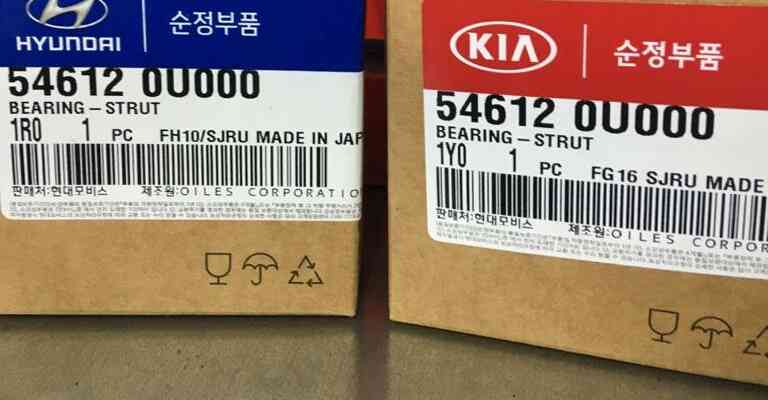 HYUNDAI
순정부품
54612 0U000
BEARING-STRUT
1R0 1 PC FH10/SJRU MADE IN JAP
판매처:현대모비스 제조원:OILES CORPORATIO
KIA
순정부품
54612 0U000
BEARING-STRUT
1Y0 1 PC FG16 SJRU MADE
판매처:현대모비스 제조원:OILES CORPOR